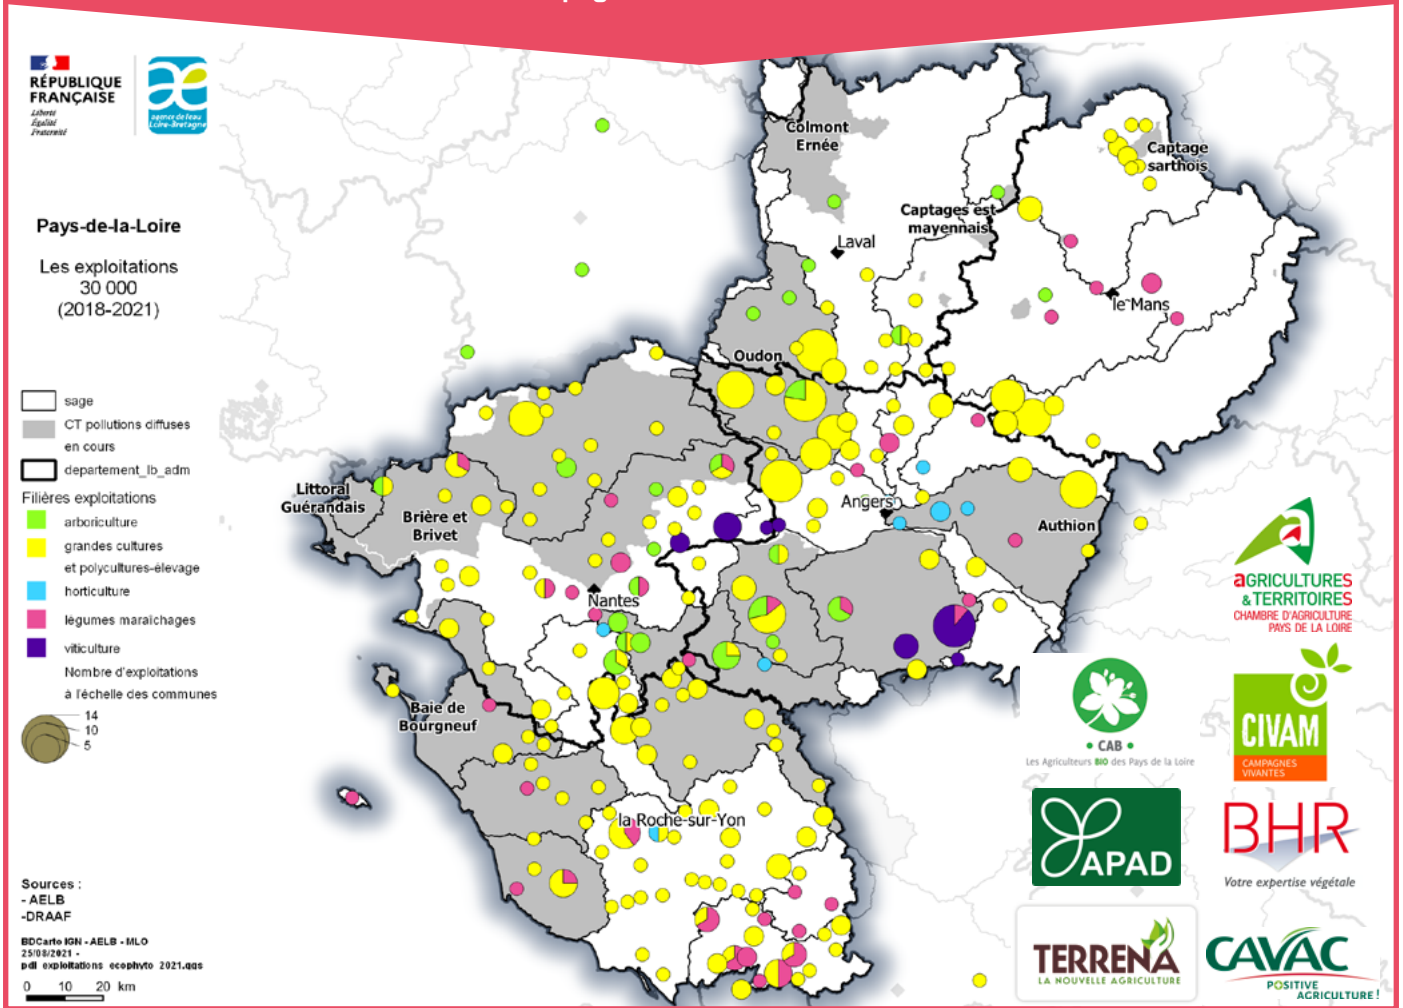 RÉPUBLIQUE
FRANÇAISE
Liberté
Égalité
Fraternité
agence de l'eau
Loire-Bretagne
Pays-de-la-Loire
Les exploitations
30 000
(2018-2021)
sage
CT pollutions diffuses
en cours
departement_lb_adm
Filières exploitations
arboriculture
grandes cultures
et polycultures-élevage
horticulture
légumes maraîchages
viticulture
Nombre d'exploitations
à l'échelle des communes
14
10
5
Sources :
- AELB
-DRAAF
BDCarto IGN - AELB - MLO
25/08/2021 -
pdl_exploitations_ecophyto_2021.qgs
0 10 20 km
Colmont
Ernée
Captage
sarthois
Captages est
mayennais
Laval
le Mans
Oudon
Littoral
Guérandais
Brière et
Brivet
Angers
Authion
Nantes
Baie de
Bourgneuf
la Roche-sur-Yon
AGRICULTURES
& TERRITOIRES
CHAMBRE D'AGRICULTURE
PAYS DE LA LOIRE
• CAB •
Les Agriculteurs BIO des Pays de la Loire
CIVAM
CAMPAGNES
VIVANTES
APAD
BHR
Votre expertise végétale
TERRENA
LA NOUVELLE AGRICULTURE
CAVAC
POSITIVE
AGRICULTURE !